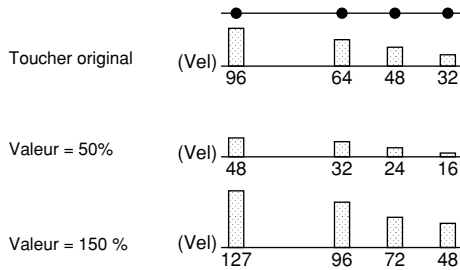 Toucher original (Vel)
96 64 48 32
Valeur = 50% (Vel)
48 32 24 16
Valeur = 150 % (Vel)
127 96 72 48